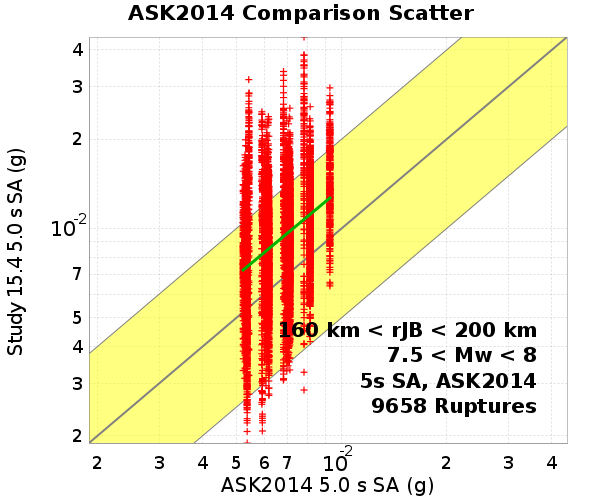 ASK2014 Comparison Scatter
Study 15.4 5.0 s SA (g)
4
3
2
10-2
7
5
4
3
2
160 km < rJB < 200 km
7.5 < Mw < 8
5s SA, ASK2014
9658 Ruptures
2 3 4 5 6 7 10-2 2 3 4
ASK2014 5.0 s SA (g)